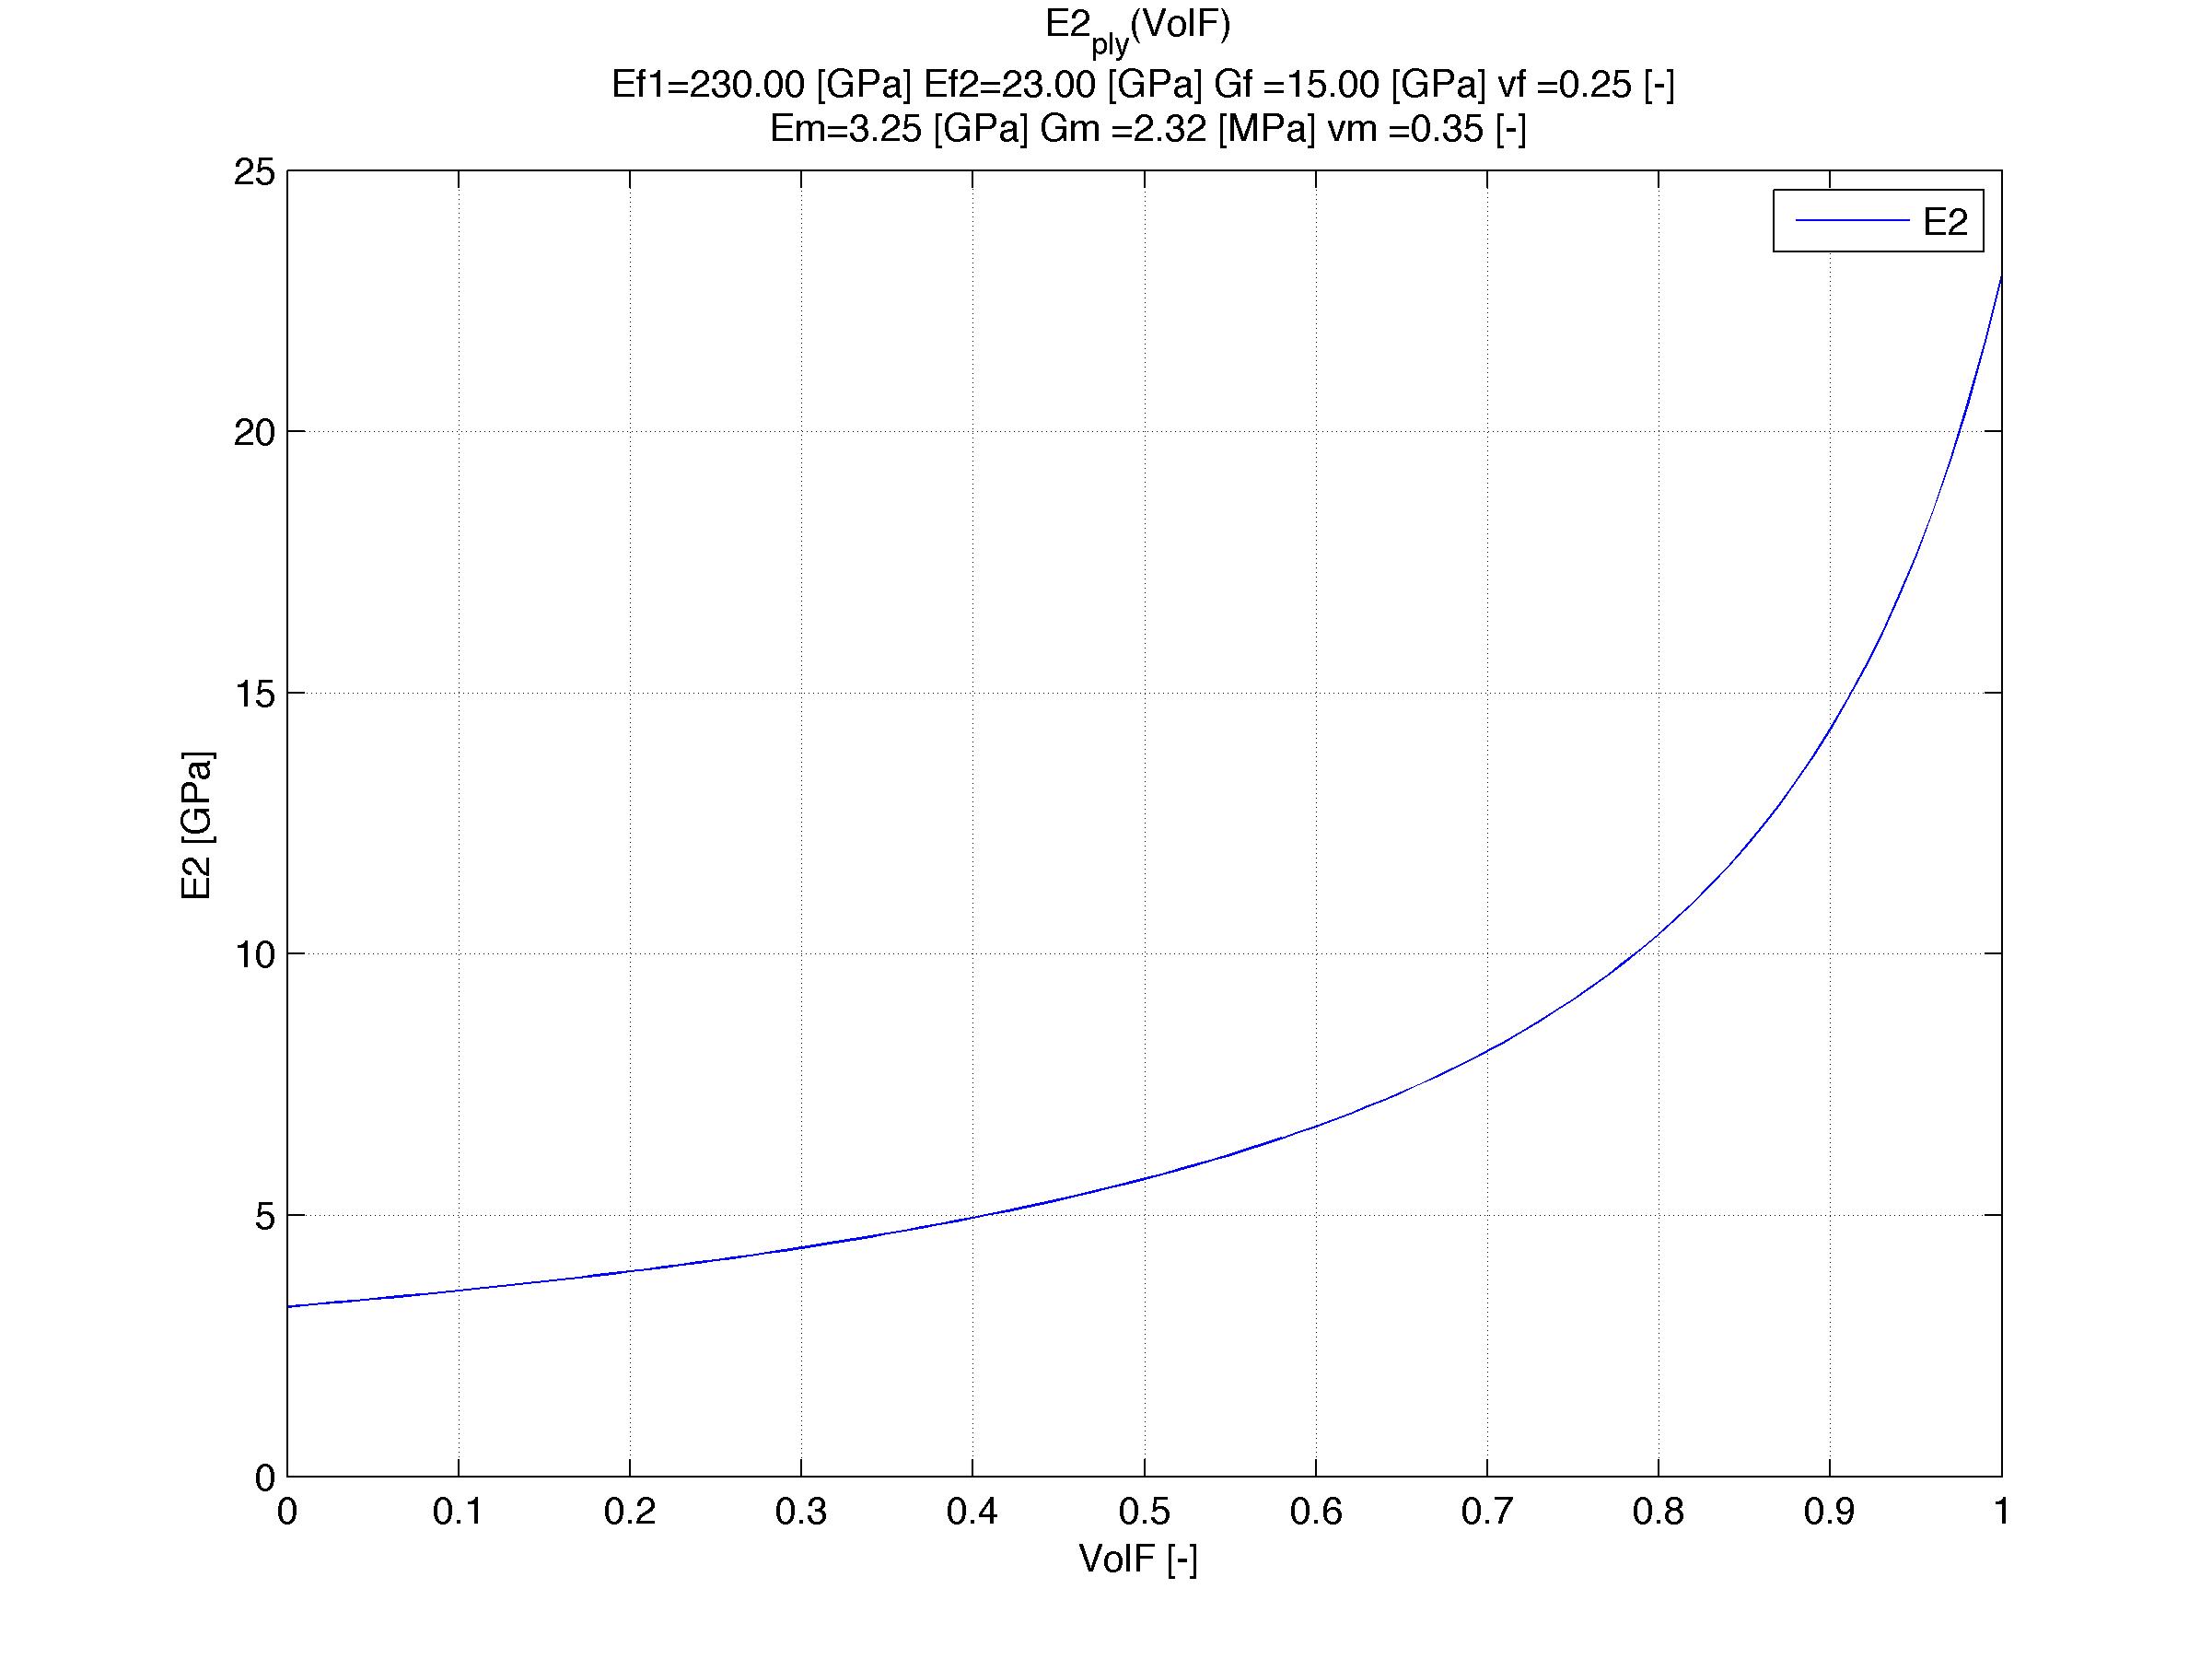 E2ply(VolF)
Ef1=230.00 [GPa] Ef2=23.00 [GPa] Gf =15.00 [GPa] vf =0.25 [-]
Em=3.25 [GPa] Gm =2.32 [MPa] vm =0.35 [-]
E2
25
20
15
10
5
0
E2 [GPa]
0 0.1 0.2 0.3 0.4 0.5 0.6 0.7 0.8 0.9 1
VolF [-]